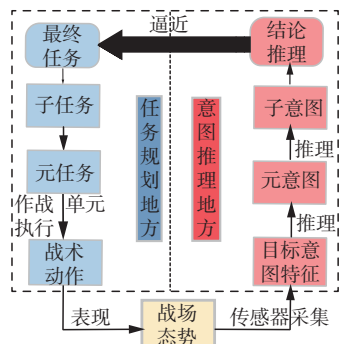 逼近
最终
任务
结论
推理
子任务
子意图
推理
元任务
元意图
作战 单元
执行
推理
战术
动作
目标意
图特征
任务规划地方
意图推理地方
表现
战场
态势
传感器采集